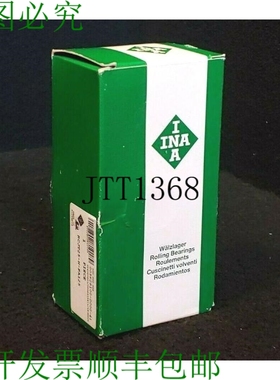 图必究
I
INA
A
JTT1368
Wälzlager
Rolling Bearings
Roulements
Cuscinetti volventi
Rodamientos
开发票顺丰包邮